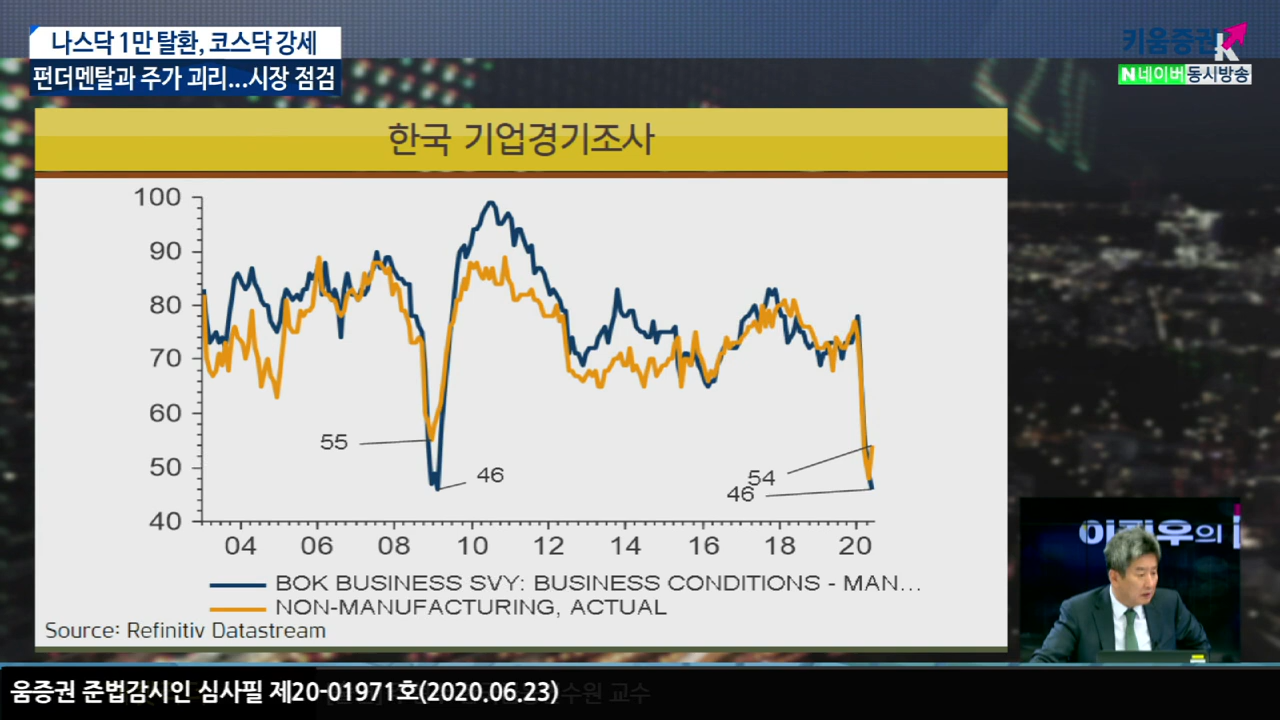 나스닥 1만 탈환, 코스닥 강세
펀더멘탈과 주가 괴리...시장 점검
키움증권
N네이버 동시방송
한국 기업경기조사
100
90
80
70
60
50
40
55
46
54
46
04 06 08 10 12 14 16 18 20
BOK BUSINESS SVY: BUSINESS CONDITIONS - MAN...
NON-MANUFACTURING, ACTUAL
Source: Refinitiv Datastream
움증권 준법감시인 심사필 제20-01971호(2020.06.23)
수원 교수